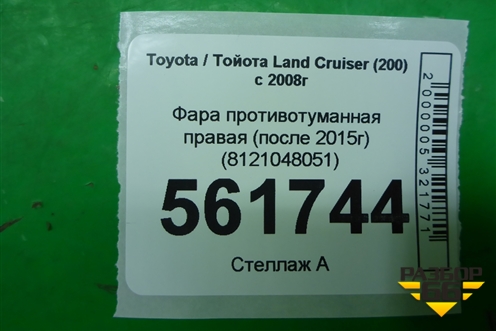 Toyota / Тойота Land Cruiser (200)
с 2008г
Фара противотуманная
правая (после 2015г)
(8121048051)
561744
Стеллаж А
2000005321771
РАЗБОР